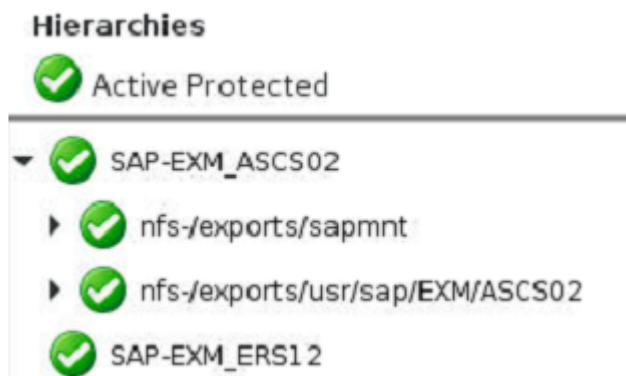 Hierarchies
Active Protected
SAP-EXM_ASCS02
nfs-/exports/sapmnt
nfs-/exports/usr/sap/EXM/ASCS02
SAP-EXM_ERS12